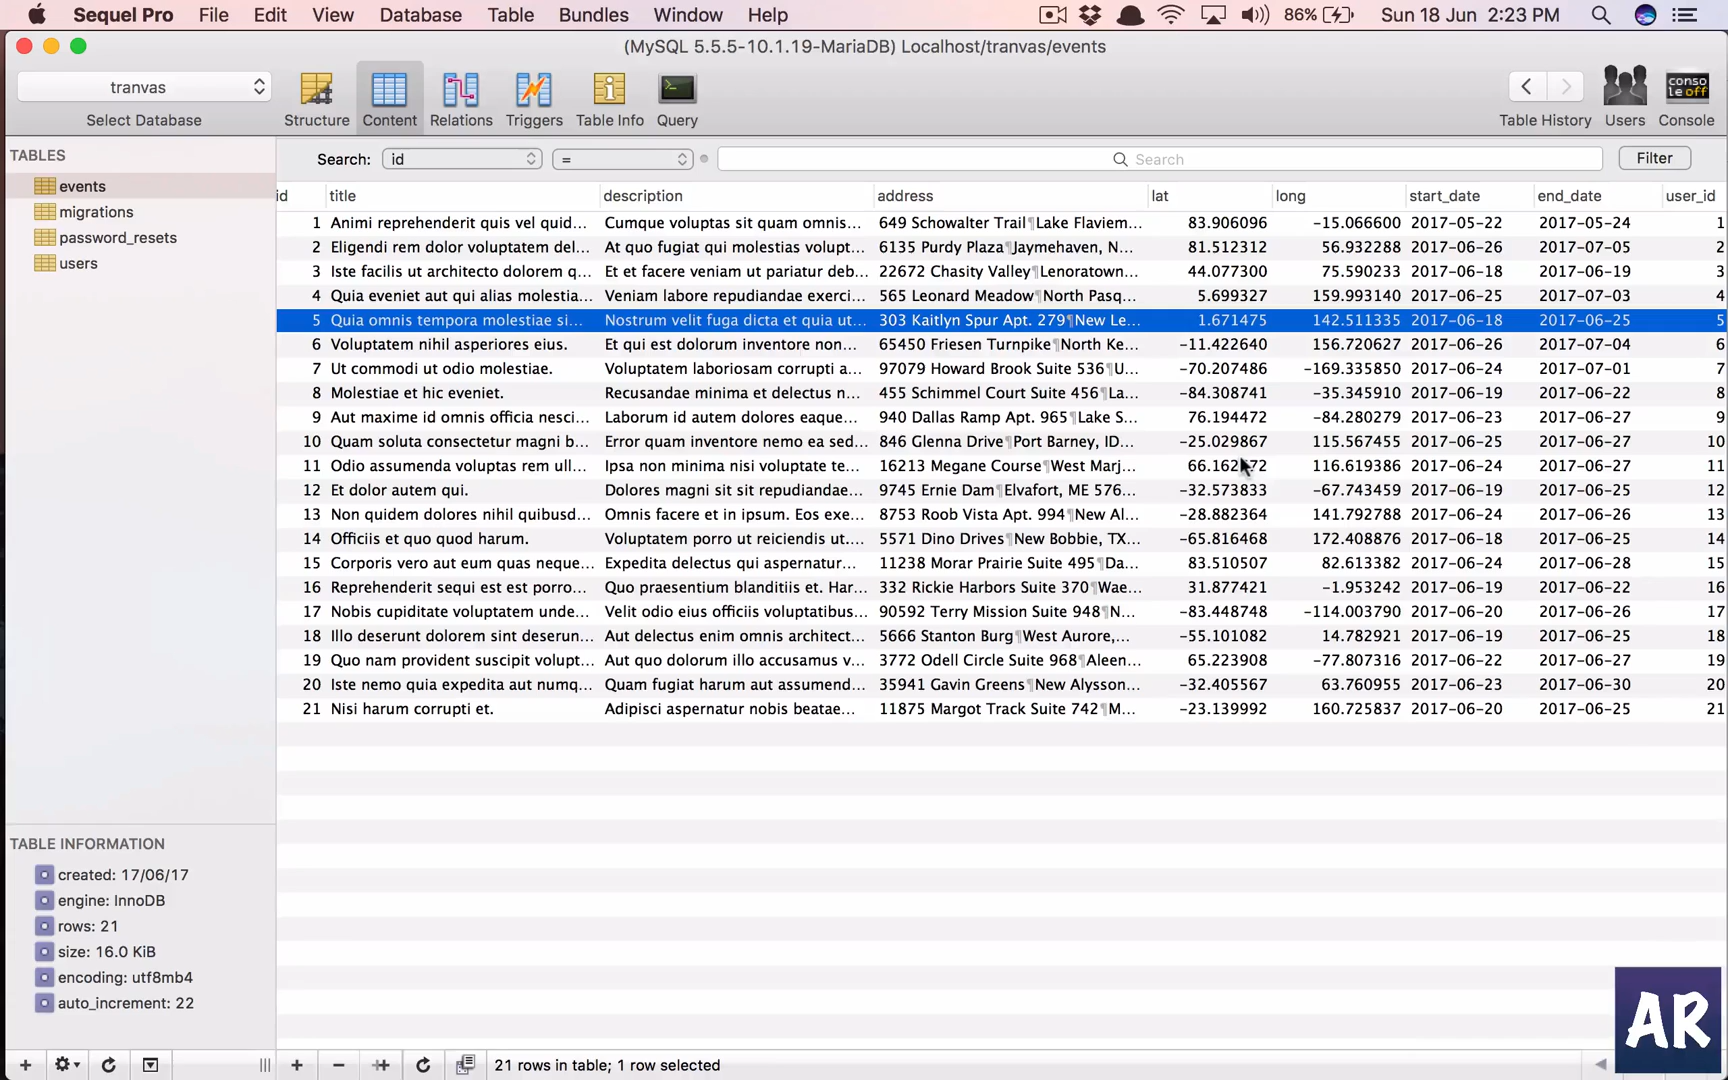 Sequel Pro File Edit View Database Table Bundles Window Help 86% Sun 18 Jun 2:23 PM
(MySQL 5.5.5-10.1.19-MariaDB) Localhost/tranvas/events
tranvas
Select Database Structure Content Relations Triggers Table Info Query Table History Users Console
conso
le off
TABLES
events
migrations
password_resets
users
Search: id = Search Filter
id title description address lat long start_date end_date user_id
1 Animi reprehenderit quis vel quid... Cumque voluptas sit quam omnis... 649 Schowalter Trail¶Lake Flaviem... 83.906096 -15.066600 2017-05-22 2017-05-24 1
2 Eligendi rem dolor voluptatem del... At quo fugiat qui molestias volupt... 6135 Purdy Plaza¶Jaymehaven, N... 81.512312 56.932288 2017-06-26 2017-07-05 2
3 Iste facilis ut architecto dolorem q... Et et facere veniam ut pariatur deb... 22672 Chasity Valley¶Lenoratown... 44.077300 75.590233 2017-06-18 2017-06-19 3
4 Quia eveniet aut qui alias molestia... Veniam labore repudiandae exerci... 565 Leonard Meadow¶North Pasq... 5.699327 159.993140 2017-06-25 2017-07-03 4
5 Quia omnis tempora molestiae si... Nostrum velit fuga dicta et quia ut... 303 Kaitlyn Spur Apt. 279¶New Le... 1.671475 142.511335 2017-06-18 2017-06-25 5
6 Voluptatem nihil asperiores eius. Et qui est dolorum inventore non... 65450 Friesen Turnpike¶North Ke... -11.422640 156.720627 2017-06-26 2017-07-04 6
7 Ut commodi ut odio molestiae. Voluptatem laboriosam corrupti a... 97079 Howard Brook Suite 536¶U... -70.207486 -169.335850 2017-06-24 2017-07-01 7
8 Molestiae et hic eveniet. Recusandae minima et delectus n... 455 Schimmel Court Suite 456¶La... -84.308741 -35.345910 2017-06-19 2017-06-22 8
9 Aut maxime id omnis officia nesci... Laborum id autem dolores eaque... 940 Dallas Ramp Apt. 965¶Lake S... 76.194472 -84.280279 2017-06-23 2017-06-27 9
10 Quam soluta consectetur magni b... Error quam inventore nemo ea sed... 846 Glenna Drive¶Port Barney, ID... -25.029867 115.567455 2017-06-25 2017-06-27 10
11 Odio assumenda voluptas rem ull... Ipsa non minima nisi voluptate te... 16213 Megane Course¶West Marj... 116.619386 2017-06-24 2017-06-27 11
12 Et dolor autem qui. Dolores magni sit sit repudiandae... 9745 Ernie Dam¶Elvafort, ME 576... -32.573833 -67.743459 2017-06-19 2017-06-25 12
13 Non quidem dolores nihil quibusd... Omnis facere et in ipsum. Eos exe... 8753 Roob Vista Apt. 994¶New Al... -28.882364 141.792788 2017-06-24 2017-06-26 13
14 Officiis et quo quod harum. Voluptatem porro ut reiciendis ut.... 5571 Dino Drives¶New Bobbie, TX... -65.816468 172.408876 2017-06-18 2017-06-25 14
15 Corporis vero aut eum quas neque... Expedita delectus qui aspernatur... 11238 Morar Prairie Suite 495¶Da... 83.510507 82.613382 2017-06-24 2017-06-28 15
16 Reprehenderit sequi est est porro... Quo praesentium blanditiis et. Har... 332 Rickie Harbors Suite 370¶Wae... 31.877421 -1.953242 2017-06-19 2017-06-22 16
17 Nobis cupiditate voluptatem unde... Velit odio eius officiis voluptatibus... 90592 Terry Mission Suite 948¶N... -83.448748 -114.003790 2017-06-20 2017-06-26 17
18 Illo deserunt dolorem sint deserun... Aut delectus enim omnis architect... 5666 Stanton Burg¶West Aurore,... -55.101082 14.782921 2017-06-19 2017-06-25 18
19 Quo nam provident suscipit volupt... Aut quo dolorum illo accusamus v... 3772 Odell Circle Suite 968¶Aleen... 65.223908 -77.807316 2017-06-22 2017-06-27 19
20 Iste nemo quia expedita aut numq... Quam fugiat harum aut assumend... 35941 Gavin Greens¶New Alysson... -32.405567 63.760955 2017-06-23 2017-06-30 20
21 Nisi harum corrupti et. Adipisci aspernatur nobis beatae... 11875 Margot Track Suite 742¶M... -23.139992 160.725837 2017-06-20 2017-06-25 21
TABLE INFORMATION
created: 17/06/17
engine: InnoDB
rows: 21
size: 16.0 KiB
encoding: utf8mb4
auto_increment: 22
21 rows in table; 1 row selected
AR